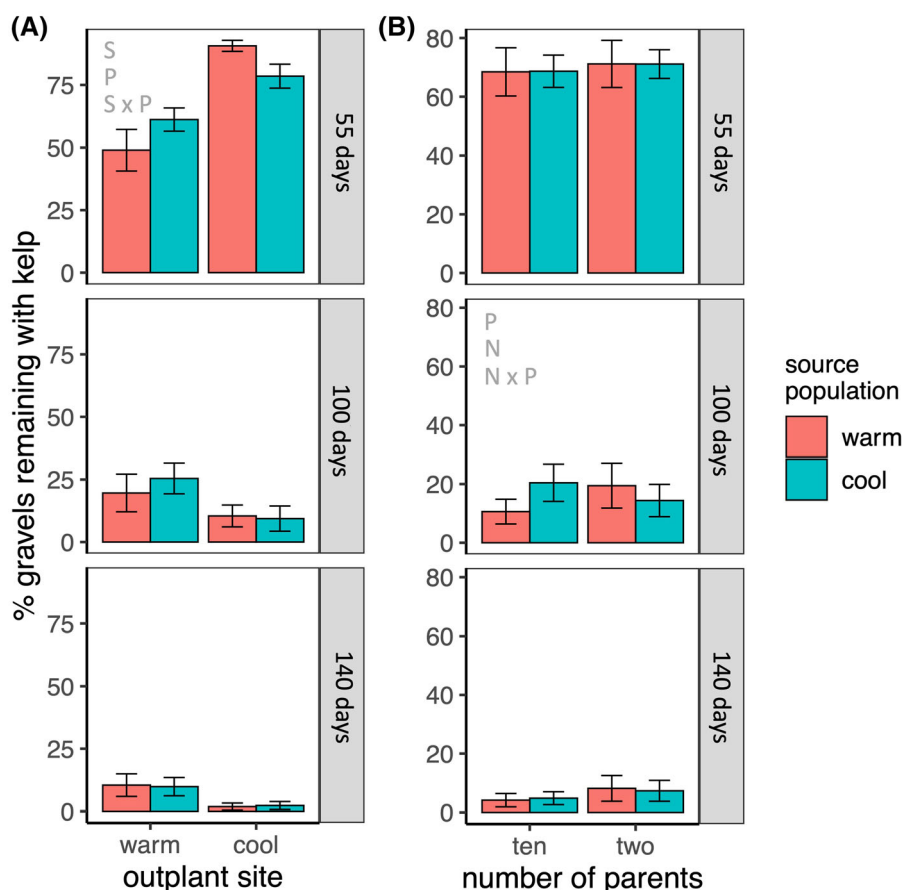 (A)
% gravels remaining with kelp
S
P
S x P
75
50
25
0
55 days
75
50
25
0
100 days
75
50
25
0
140 days
warm
cool
outplant site
(B)
80
60
40
20
0
55 days
P
N
N x P
80
60
40
20
0
100 days
80
60
40
20
0
140 days
ten
two
number of parents
source
population
warm
cool